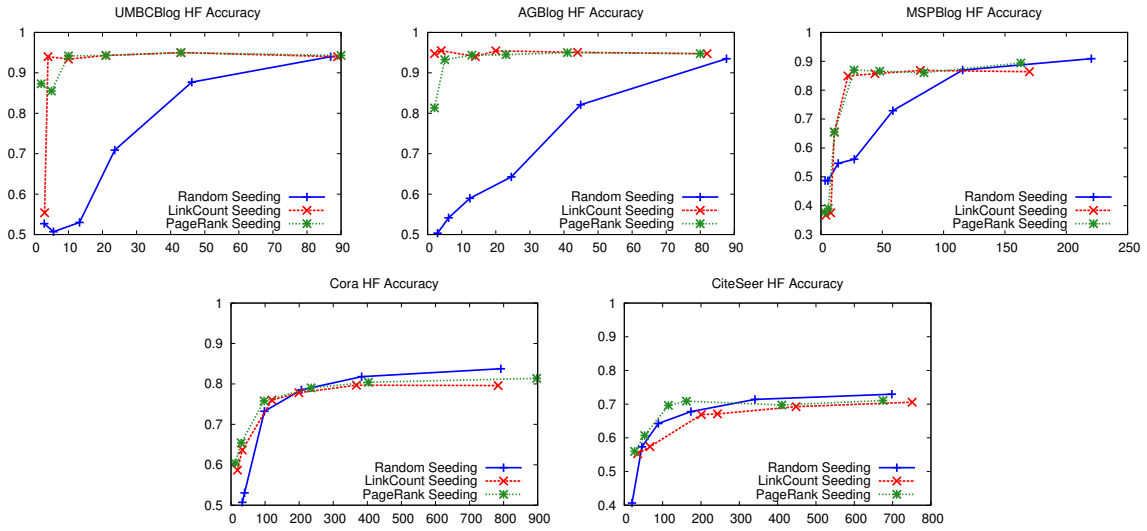 UMBCBlog HF Accuracy
1
0.9
0.8
0.7
0.6
0.5
0 10 20 30 40 50 60 70 80 90
Random Seeding
LinkCount Seeding
PageRank Seeding
AGBlog HF Accuracy
1
0.9
0.8
0.7
0.6
0.5
0 10 20 30 40 50 60 70 80 90
Random Seeding
LinkCount Seeding
PageRank Seeding
MSPBlog HF Accuracy
1
0.9
0.8
0.7
0.6
0.5
0.4
0.3
0 50 100 150 200 250
Random Seeding
LinkCount Seeding
PageRank Seeding
Cora HF Accuracy
1
0.9
0.8
0.7
0.6
0.5
0 100 200 300 400 500 600 700 800 900
Random Seeding
LinkCount Seeding
PageRank Seeding
CiteSeer HF Accuracy
1
0.9
0.8
0.7
0.6
0.5
0.4
0 100 200 300 400 500 600 700 800
Random Seeding
LinkCount Seeding
PageRank Seeding